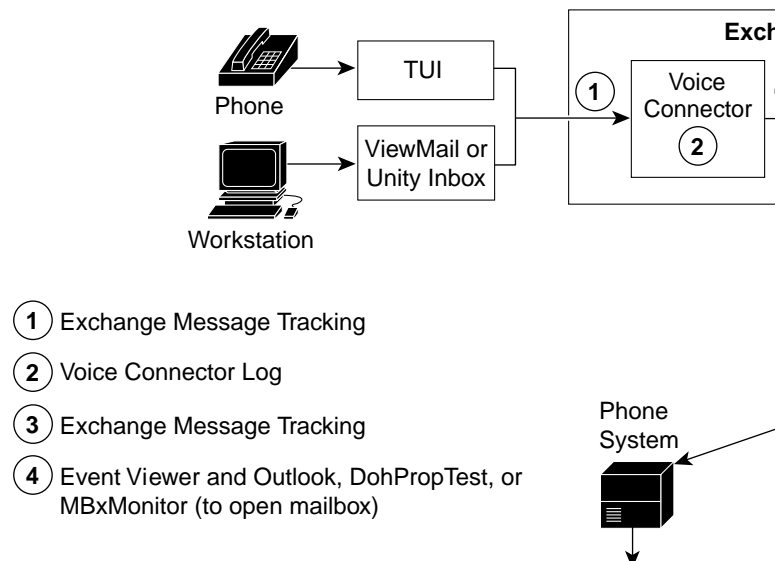 Exch
Phone
TUI
1
Voice
Connector
2
ViewMail or
Unity Inbox
Workstation
1 Exchange Message Tracking
2 Voice Connector Log
3 Exchange Message Tracking
4 Event Viewer and Outlook, DohPropTest, or
MBxMonitor (to open mailbox)
Phone
System